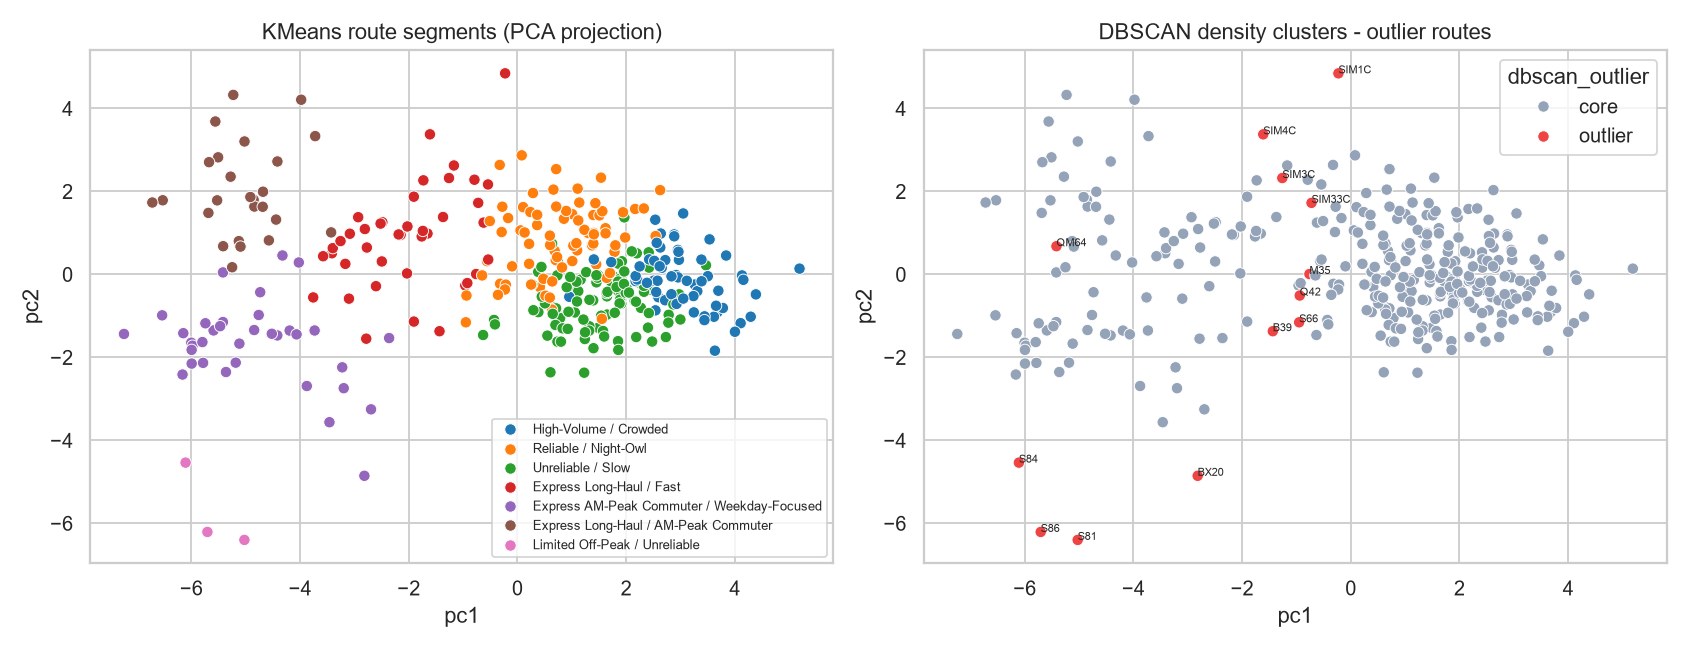 KMeans route segments (PCA projection)
4
2
0
−2
−4
−6
pc2
−6
−4
−2
0
2
4
pc1
High-Volume / Crowded
Reliable / Night-Owl
Unreliable / Slow
Express Long-Haul / Fast
Express AM-Peak Commuter / Weekday-Focused
Express Long-Haul / AM-Peak Commuter
Limited Off-Peak / Unreliable
DBSCAN density clusters - outlier routes
4
2
0
−2
−4
−6
pc2
−6
−4
−2
0
2
4
pc1
dbscan_outlier
core
outlier
SIM1C
SIM4C
SIM3C
SIM33C
QM64
M35
Q42
S66
B39
S84
BX20
S86
S81